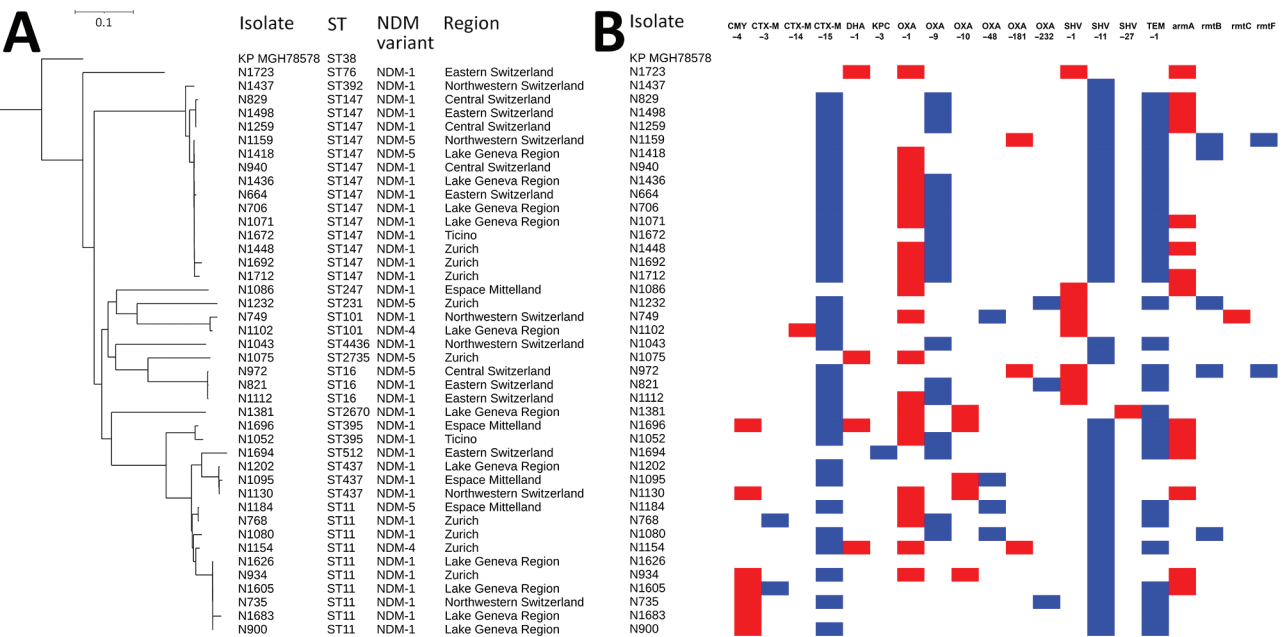 0.1
A
Isolate ST NDM variant Region
KP MGH78578 ST38
N1723 ST76 NDM-1 Eastern Switzerland
N1437 ST392 NDM-1 Northwestern Switzerland
N829 ST147 NDM-1 Central Switzerland
N1498 ST147 NDM-1 Eastern Switzerland
N1259 ST147 NDM-1 Central Switzerland
N1159 ST147 NDM-5 Northwestern Switzerland
N1418 ST147 NDM-5 Lake Geneva Region
N940 ST147 NDM-1 Central Switzerland
N1436 ST147 NDM-1 Lake Geneva Region
N664 ST147 NDM-1 Eastern Switzerland
N706 ST147 NDM-1 Lake Geneva Region
N1071 ST147 NDM-1 Lake Geneva Region
N1672 ST147 NDM-1 Ticino
N1448 ST147 NDM-1 Zurich
N1692 ST147 NDM-1 Zurich
N1712 ST147 NDM-1 Zurich
N1086 ST247 NDM-1 Espace Mittelland
N1232 ST231 NDM-5 Zurich
N749 ST101 NDM-1 Northwestern Switzerland
N1102 ST101 NDM-4 Lake Geneva Region
N1043 ST4436 NDM-1 Northwestern Switzerland
N1075 ST2735 NDM-5 Zurich
N972 ST16 NDM-5 Central Switzerland
N821 ST16 NDM-1 Eastern Switzerland
N1112 ST16 NDM-1 Eastern Switzerland
N1381 ST2670 NDM-1 Lake Geneva Region
N1696 ST395 NDM-1 Espace Mittelland
N1052 ST395 NDM-1 Ticino
N1694 ST512 NDM-1 Eastern Switzerland
N1202 ST437 NDM-1 Lake Geneva Region
N1095 ST437 NDM-1 Espace Mittelland
N1130 ST437 NDM-1 Northwestern Switzerland
N1184 ST11 NDM-5 Espace Mittelland
N768 ST11 NDM-1 Zurich
N1080 ST11 NDM-1 Zurich
N1154 ST11 NDM-4 Zurich
N1626 ST11 NDM-1 Lake Geneva Region
N934 ST11 NDM-1 Zurich
N1605 ST11 NDM-1 Lake Geneva Region
N735 ST11 NDM-1 Northwestern Switzerland
N1683 ST11 NDM-1 Lake Geneva Region
N900 ST11 NDM-1 Lake Geneva Region
B
Isolate
CMY CTX-M CTX-M CTX-M DHA KPC OXA OXA OXA OXA OXA OXA SHV SHV SHV TEM armA rmtB rmtC rmtF
–4 –3 –14 –15 –1 –3 –1 –9 –10 –48 –181 –232 –1 –11 –27 –1
KP MGH78578
N1723
N1437
N829
N1498
N1259
N1159
N1418
N940
N1436
N664
N706
N1071
N1672
N1448
N1692
N1712
N1086
N1232
N749
N1102
N1043
N1075
N972
N821
N1112
N1381
N1696
N1052
N1694
N1202
N1095
N1130
N1184
N768
N1080
N1154
N1626
N934
N1605
N735
N1683
N900